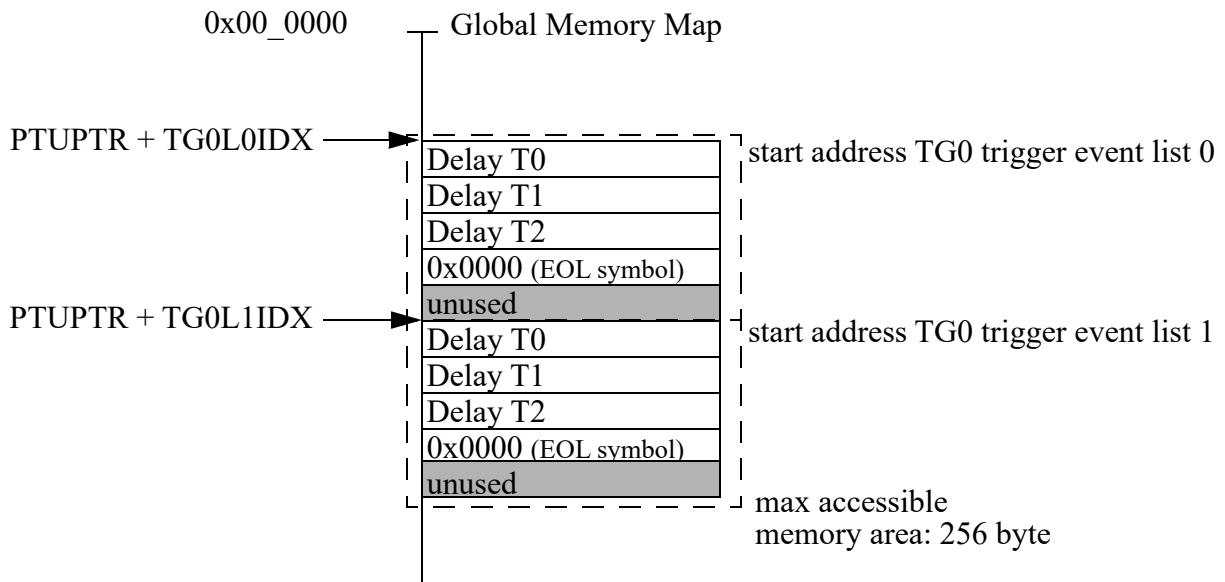 0x00_0000 Global Memory Map
PTUPTR + TG0L0IDX
start address TG0 trigger event list 0
Delay T0
Delay T1
Delay T2
0x0000 (EOL symbol)
unused
PTUPTR + TG0L1IDX
start address TG0 trigger event list 1
Delay T0
Delay T1
Delay T2
0x0000 (EOL symbol)
unused
max accessible
memory area: 256 byte